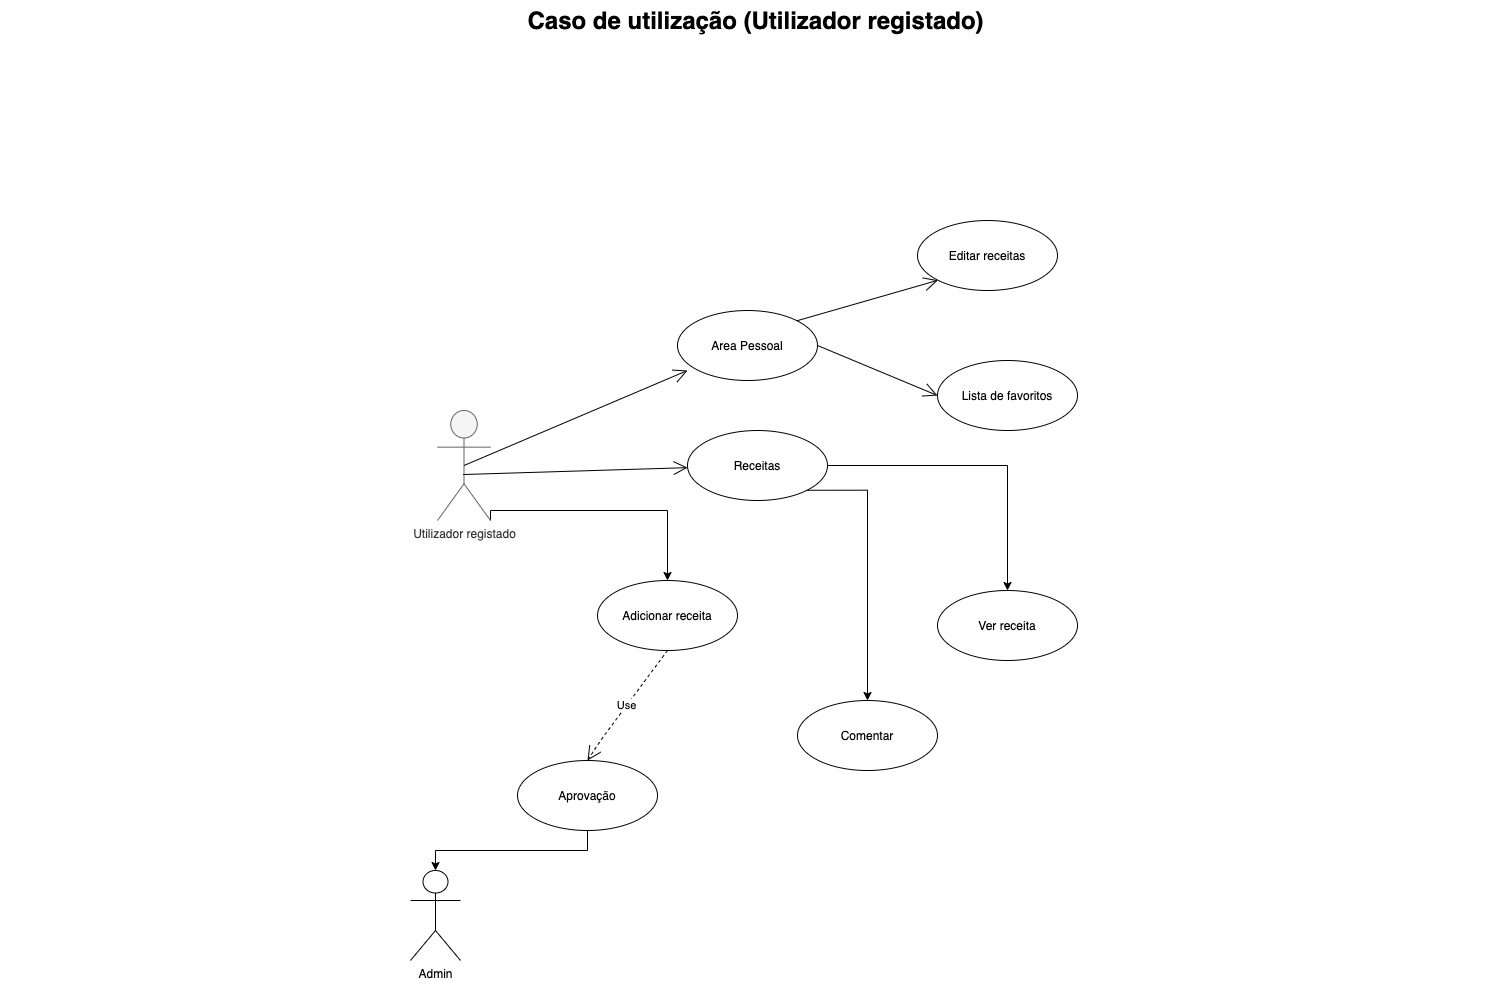 Caso de utilização (Utilizador registado)
Editar receitas
Area Pessoal
Lista de favoritos
Receitas
Utilizador registado
Adicionar receita
Ver receita
Use
Comentar
Aprovação
Admin